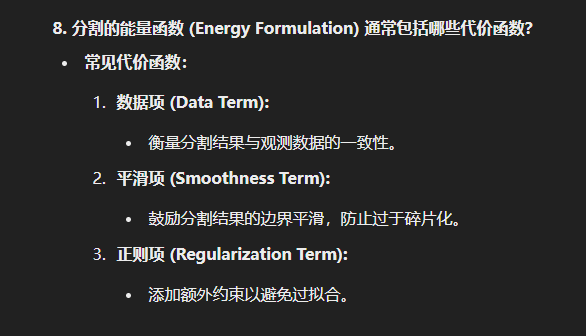 8. 分割的能量函数 (Energy Formulation) 通常包括哪些代价函数?
• 常见代价函数：
1. 数据项 (Data Term):
• 衡量分割结果与观测数据的一致性。
2. 平滑项 (Smoothness Term):
• 鼓励分割结果的边界平滑，防止过于碎片化。
3. 正则项 (Regularization Term):
• 添加额外约束以避免过拟合。